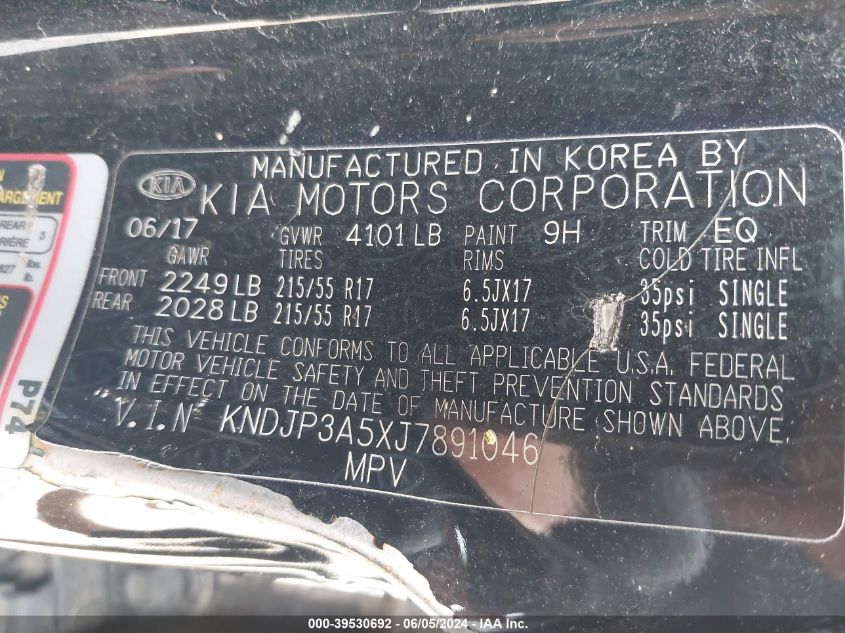 MANUFACTURED IN KOREA BY
KIA KIA MOTORS CORPORATION
06/17 GVWR 4101 LB PAINT 9H TRIM EQ
GAWR TIRES RIMS COLD TIRE INFL
FRONT 2249 LB 215/55 R17 6.5JX17 35psi SINGLE
REAR 2028 LB 215/55 R17 6.5JX17 35psi SINGLE
THIS VEHICLE CONFORMS TO ALL APPLICABLE U.S.A. FEDERAL
MOTOR VEHICLE SAFETY AND THEFT PREVENTION STANDARDS
IN EFFECT ON THE DATE OF MANUFACTURE SHOWN ABOVE.
"V.I.N KNDJP3A5XJ7891046
MPV
REAR 3
P74
000-39530692 - 06/05/2024 - IAA Inc.